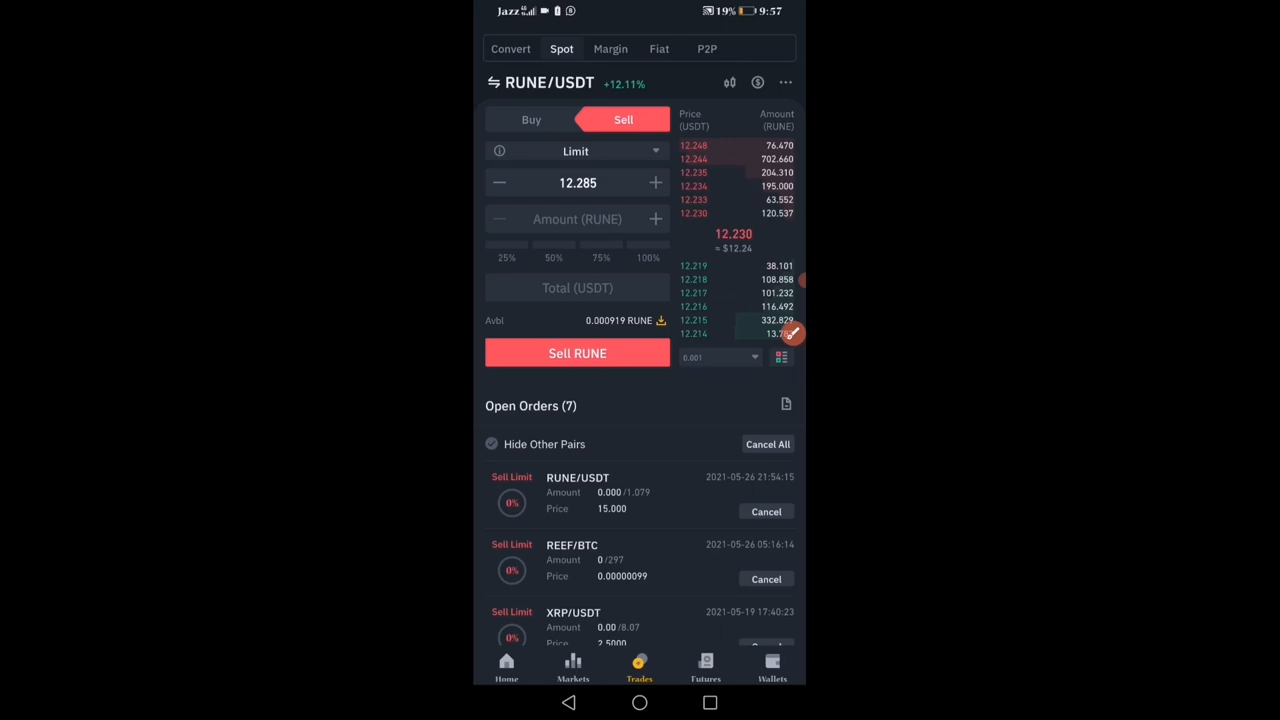 Jazz 4G 19% 9:57
Convert Spot Margin Fiat P2P
RUNE/USDT +12.11%
Buy Sell
Limit
12.285
Amount (RUNE)
25% 50% 75% 100%
Total (USDT)
Avbl 0.000919 RUNE
Sell RUNE
Price (USDT) Amount (RUNE)
12.248 76.470
12.244 702.660
12.235 204.310
12.234 195.000
12.233 63.552
12.230 120.537
12.230
≈ $12.24
12.219 38.101
12.218 108.858
12.217 101.232
12.216 116.492
12.215 332.829
12.214
0.001
Open Orders (7)
Hide Other Pairs Cancel All
Sell Limit RUNE/USDT 2021-05-26 21:54:15
0% Amount 0.000 /1.079
Price 15.000 Cancel
Sell Limit REEF/BTC 2021-05-26 05:16:14
0% Amount 0 /297
Price 0.00000099 Cancel
Sell Limit XRP/USDT 2021-05-19 17:40:23
0% Amount 0.00 /8.07
Price 2.5000 Cancel
Home Markets Trades Futures Wallets